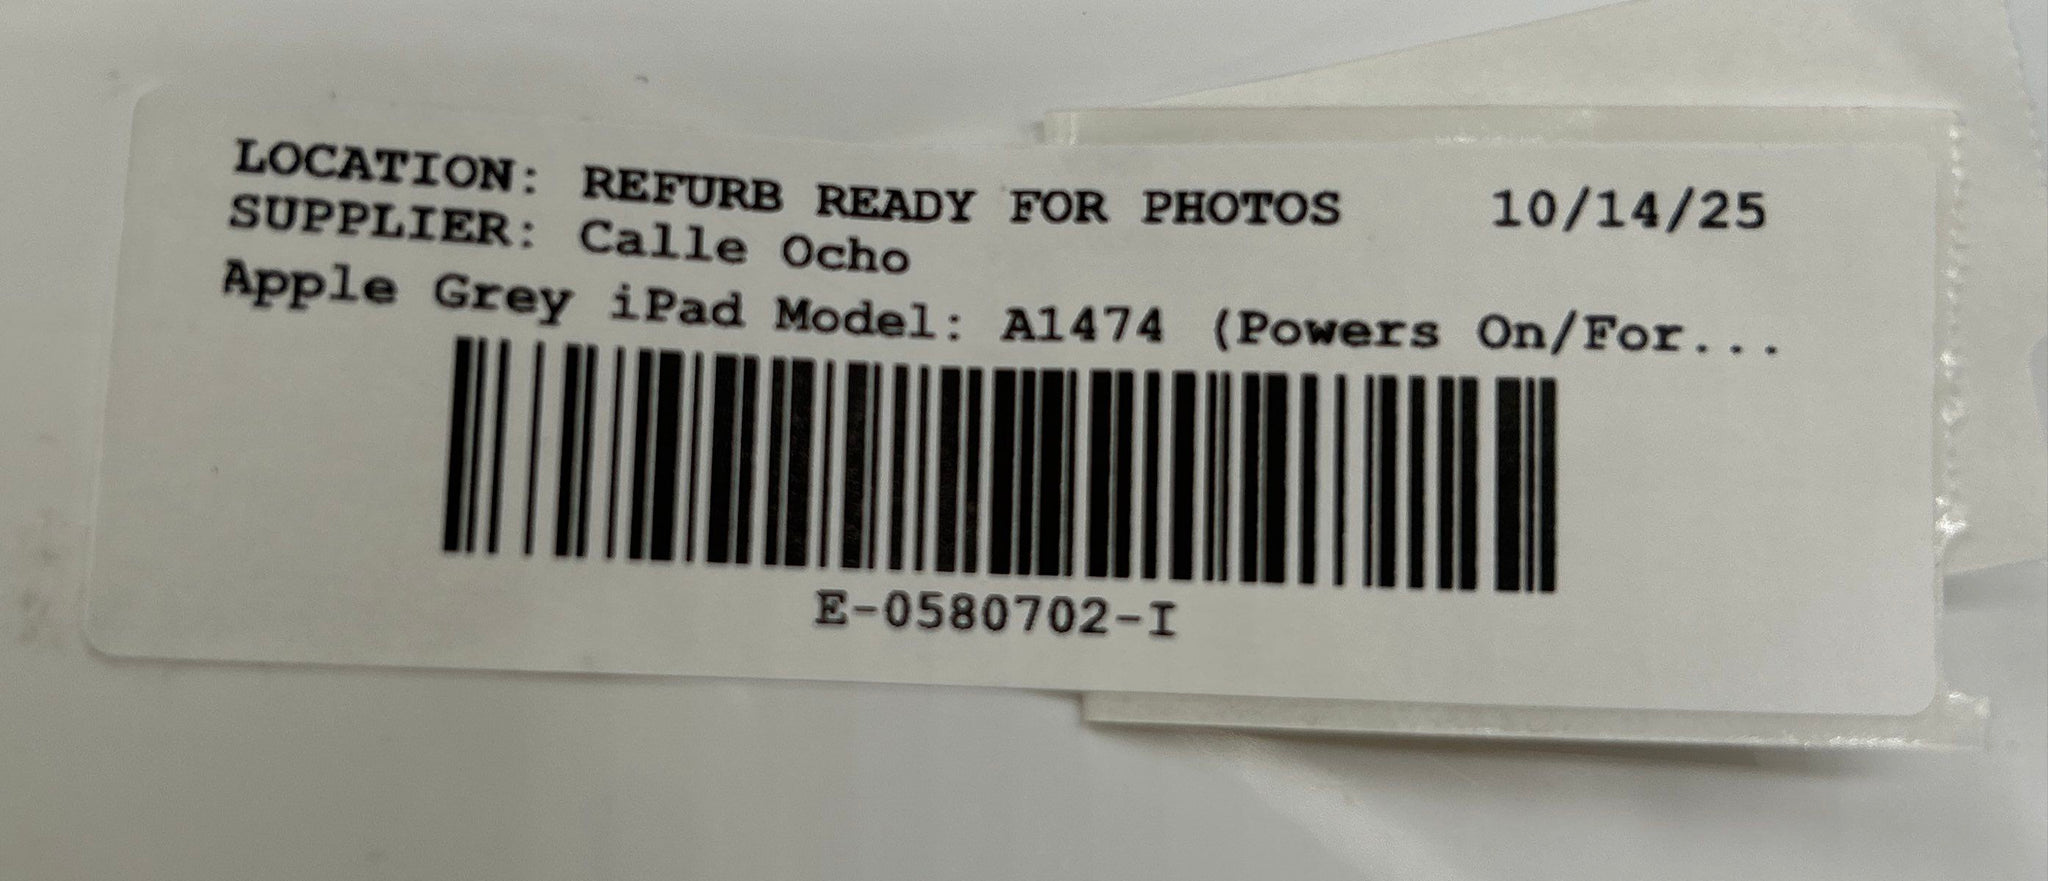 LOCATION: REFURB READY FOR PHOTOS 10/14/25
SUPPLIER: Calle Ocho
Apple Grey iPad Model: A1474 (Powers On/For...
E-0580702-I